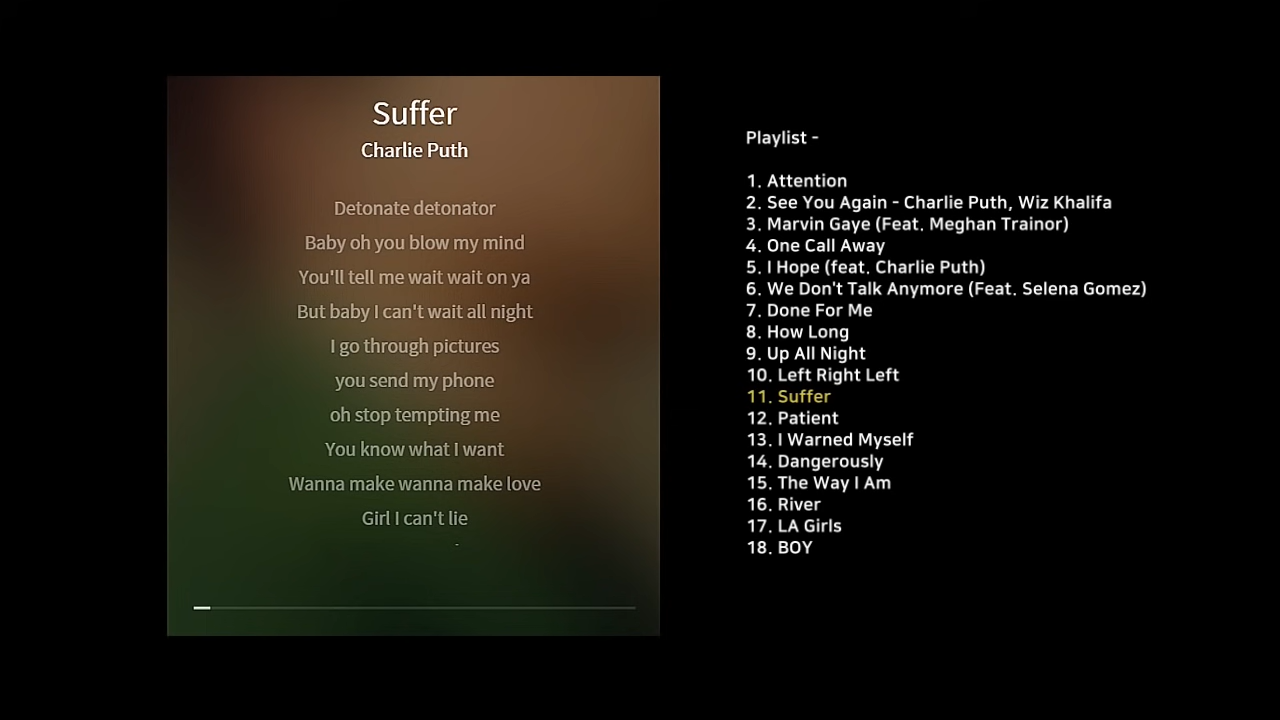 Suffer
Charlie Puth
Detonate detonator
Baby oh you blow my mind
You'll tell me wait wait on ya
But baby I can't wait all night
I go through pictures
you send my phone
oh stop tempting me
You know what I want
Wanna make wanna make love
Girl I can't lie
Playlist -
1. Attention
2. See You Again - Charlie Puth, Wiz Khalifa
3. Marvin Gaye (Feat. Meghan Trainor)
4. One Call Away
5. I Hope (feat. Charlie Puth)
6. We Don't Talk Anymore (Feat. Selena Gomez)
7. Done For Me
8. How Long
9. Up All Night
10. Left Right Left
11. Suffer
12. Patient
13. I Warned Myself
14. Dangerously
15. The Way I Am
16. River
17. LA Girls
18. BOY